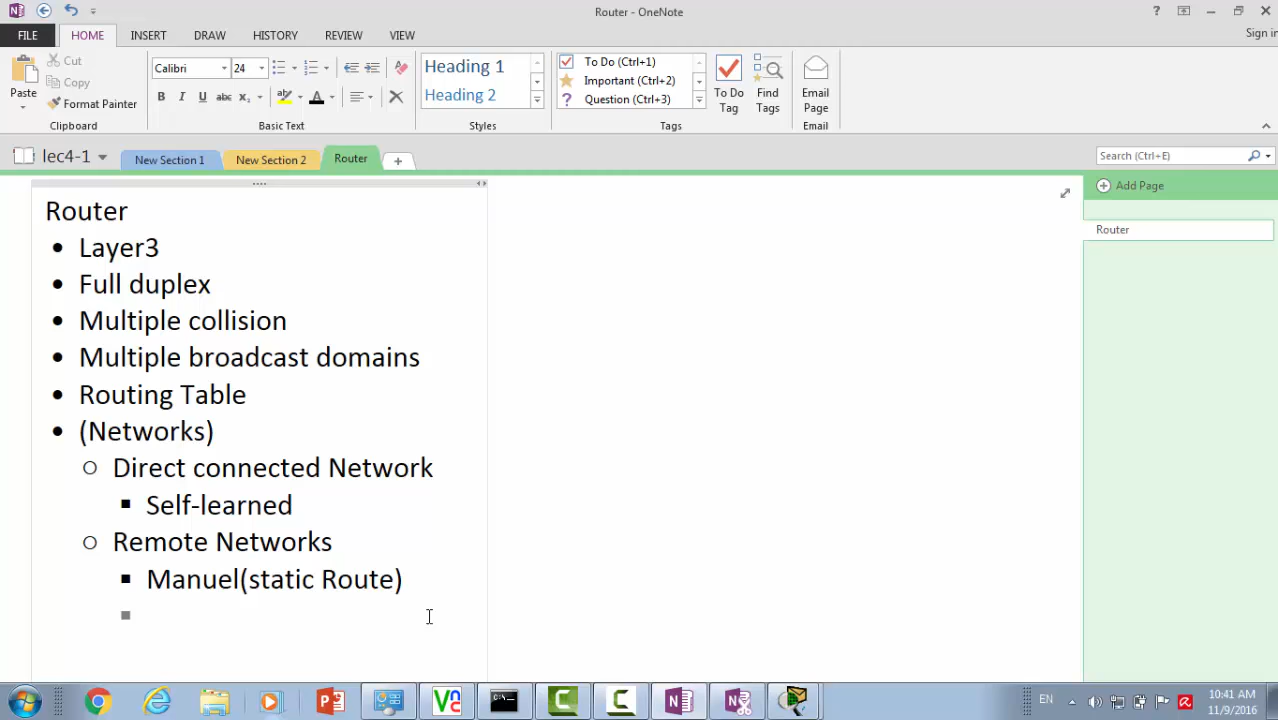 Router - OneNote
?
Sign in
FILE HOME INSERT DRAW HISTORY REVIEW VIEW
Paste
Cut
Copy
Format Painter
Clipboard
Calibri 24
B I U abc x₂ ab A
Basic Text
Heading 1
Heading 2
Styles
To Do (Ctrl+1)
Important (Ctrl+2)
? Question (Ctrl+3)
To Do Tag
Find Tags
Tags
Email Page
Email
lec4-1 New Section 1 New Section 2 Router +
Search (Ctrl+E)
Add Page
Router
Router
• Layer3
• Full duplex
• Multiple collision
• Multiple broadcast domains
• Routing Table
• (Networks)
○ Direct connected Network
▪ Self-learned
○ Remote Networks
▪ Manuel(static Route)
▪
EN
10:41 AM
11/9/2016